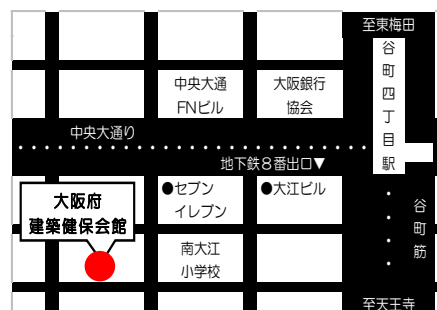 至東梅田
谷町四丁目駅
中央大通
FNビル
大阪銀行
協会
中央大通り
地下鉄8番出口▼
●セブン
イレブン
●大江ビル
大阪府
建築健保会館
谷町筋
南大江
小学校
至天王寺